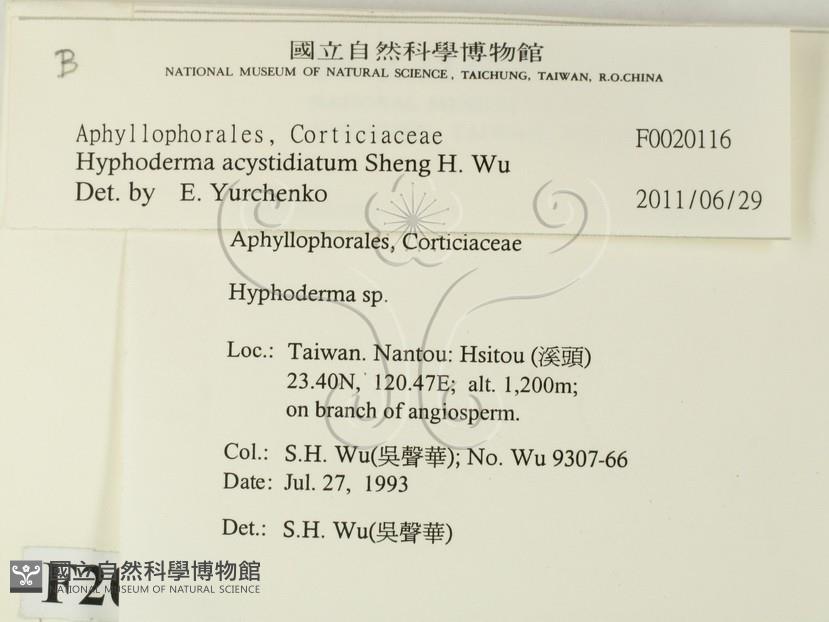 B
國立自然科學博物館
NATIONAL MUSEUM OF NATURAL SCIENCE, TAICHUNG, TAIWAN, R.O.CHINA
Aphyllophorales, Corticiaceae F0020116
Hyphoderma acystidiatum Sheng H. Wu
Det. by E. Yurchenko 2011/06/29
Aphyllophorales, Corticiaceae
Hyphoderma sp.
Loc.: Taiwan. Nantou: Hsitou (溪頭)
23.40N, 120.47E; alt. 1,200m;
on branch of angiosperm.
Col.: S.H. Wu(吳聲華); No. Wu 9307-66
Date: Jul. 27, 1993
Det.: S.H. Wu(吳聲華)
國立自然科學博物館
NATIONAL MUSEUM OF NATURAL SCIENCE